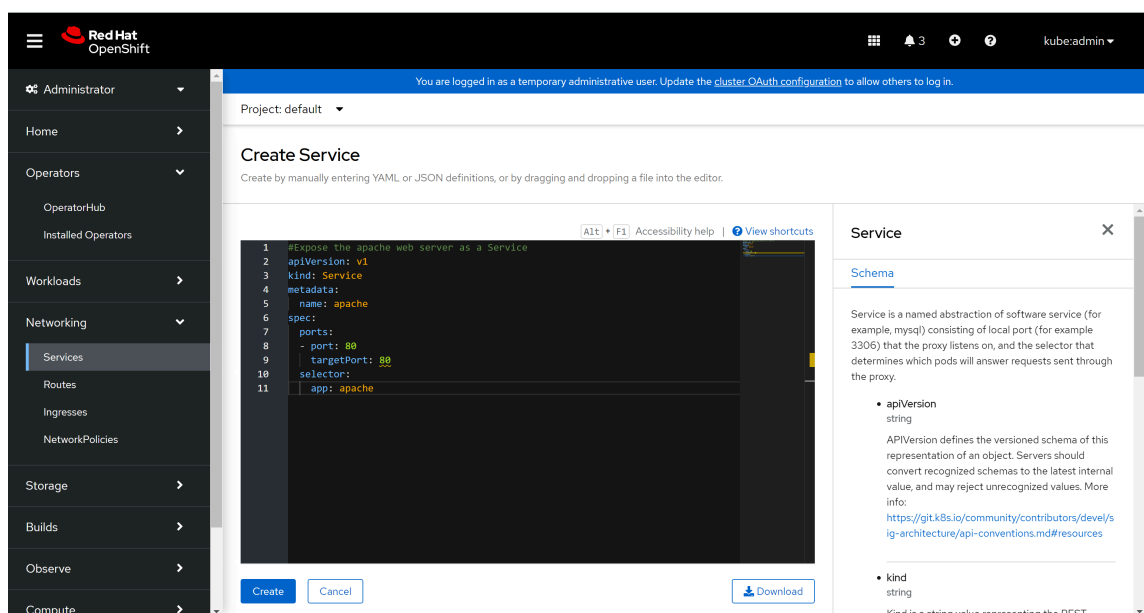 Red Hat
OpenShift
3
kube:admin
Administrator
Home
Operators
OperatorHub
Installed Operators
Workloads
Networking
Services
Routes
Ingresses
NetworkPolicies
Storage
Builds
Observe
Compute
You are logged in as a temporary administrative user. Update the cluster OAuth configuration to allow others to log in.
Project: default
Create Service
Create by manually entering YAML or JSON definitions, or by dragging and dropping a file into the editor.
Alt + F1 Accessibility help | View shortcuts
1 #Expose the apache web server as a Service
2 apiVersion: v1
3 kind: Service
4 metadata:
5 name: apache
6 spec:
7 ports:
8 - port: 80
9 targetPort: 80
10 selector:
11 app: apache
Create
Cancel
Download
Service
Schema
Service is a named abstraction of software service (for
example, mysql) consisting of local port (for example
3306) that the proxy listens on, and the selector that
determines which pods will answer requests sent through
the proxy.
• apiVersion
string
APIVersion defines the versioned schema of this
representation of an object. Servers should
convert recognized schemas to the latest internal
value, and may reject unrecognized values. More
info:
https://git.k8s.io/community/contributors/devel/s
ig-architecture/api-conventions.md#resources
• kind
string
Kind is a string value representing the REST